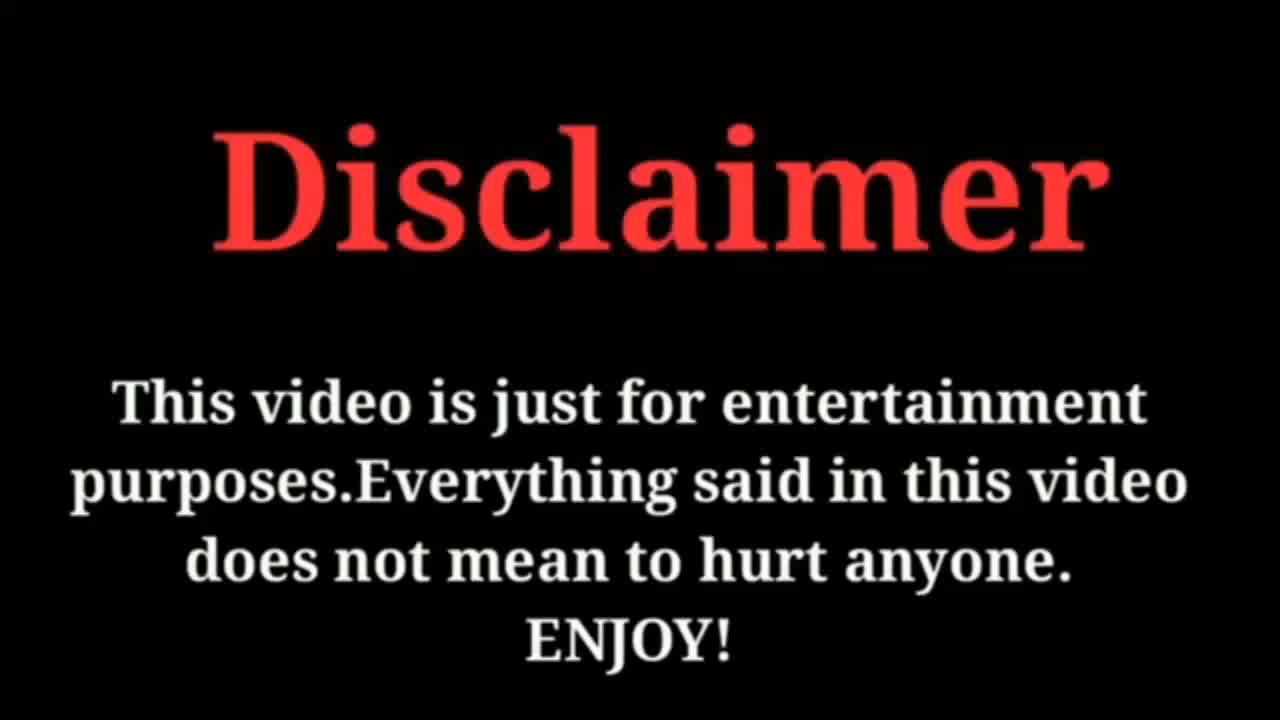 Disclaimer
This video is just for entertainment
purposes.Everything said in this video
does not mean to hurt anyone.
ENJOY!